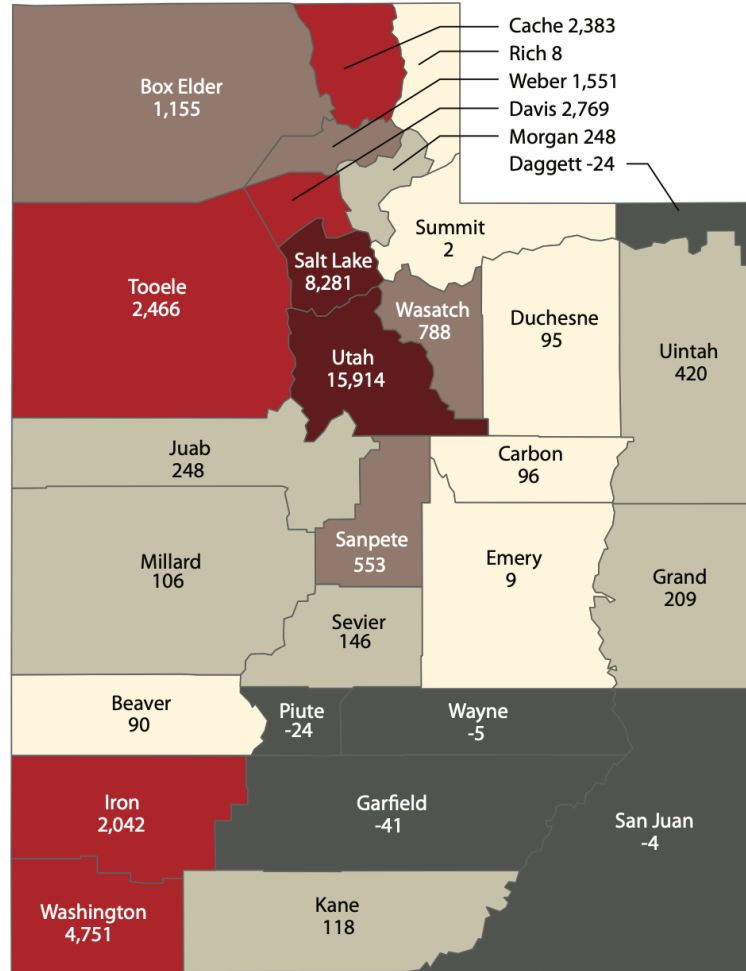 Cache 2,383
Rich 8
Weber 1,551
Davis 2,769
Morgan 248
Daggett -24
Box Elder
1,155
Summit
2
Salt Lake
8,281
Tooele
2,466
Wasatch
788
Duchesne
95
Uintah
420
Utah
15,914
Juab
248
Carbon
96
Sanpete
553
Millard
106
Emery
9
Grand
209
Sevier
146
Beaver
90
Piute
-24
Wayne
-5
Iron
2,042
Garfield
-41
San Juan
-4
Washington
4,751
Kane
118